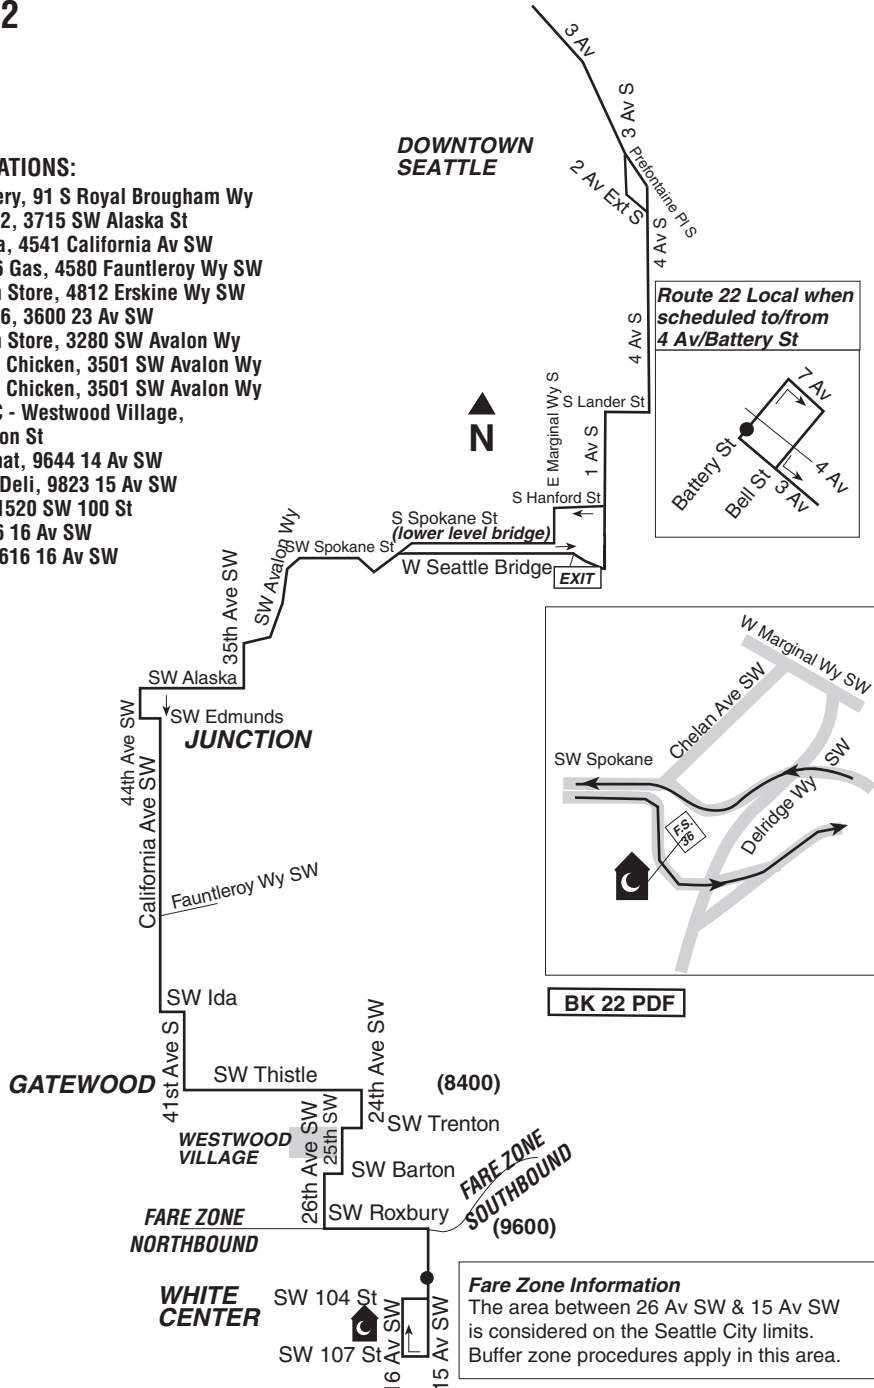 2
ATIONS:
ery, 91 S Royal Brougham Wy
2, 3715 SW Alaska St
a, 4541 California Av SW
6 Gas, 4580 Fauntleroy Wy SW
n Store, 4812 Erskine Wy SW
6, 3600 23 Av SW
n Store, 3280 SW Avalon Wy
Chicken, 3501 SW Avalon Wy
Chicken, 3501 SW Avalon Wy
C - Westwood Village,
on St
nat, 9644 14 Av SW
Deli, 9823 15 Av SW
1520 SW 100 St
6 16 Av SW
616 16 Av SW
3 Av
3 Av S
DOWNTOWN
SEATTLE
Prefontaine Pl S
2 Av Ext S
4 Av S
4 Av S
Route 22 Local when
scheduled to/from
4 Av/Battery St
7 Av
4 Av
3 Av
Battery St
Bell St
N
E Marginal Wy S
S Lander St
1 Av S
S Hanford St
S Spokane St
(lower level bridge)
SW Spokane St
W Seattle Bridge
EXIT
SW Avalon Wy
35th Ave SW
SW Alaska
SW Edmunds
JUNCTION
44th Ave SW
California Ave SW
Fauntleroy Wy SW
W Marginal Wy SW
Chelan Ave SW
SW Spokane
Delridge Wy SW
F.S.
36
BK 22 PDF
SW Ida
41st Ave S
GATEWOOD
SW Thistle
24th Ave SW
(8400)
SW Trenton
WESTWOOD
VILLAGE
26th Ave SW
25th SW
SW Barton
SW Roxbury
FARE ZONE
SOUTHBOUND
(9600)
FARE ZONE
NORTHBOUND
WHITE
CENTER
SW 104 St
SW 107 St
16 Av SW
15 Av SW
Fare Zone Information
The area between 26 Av SW & 15 Av SW
is considered on the Seattle City limits.
Buffer zone procedures apply in this area.